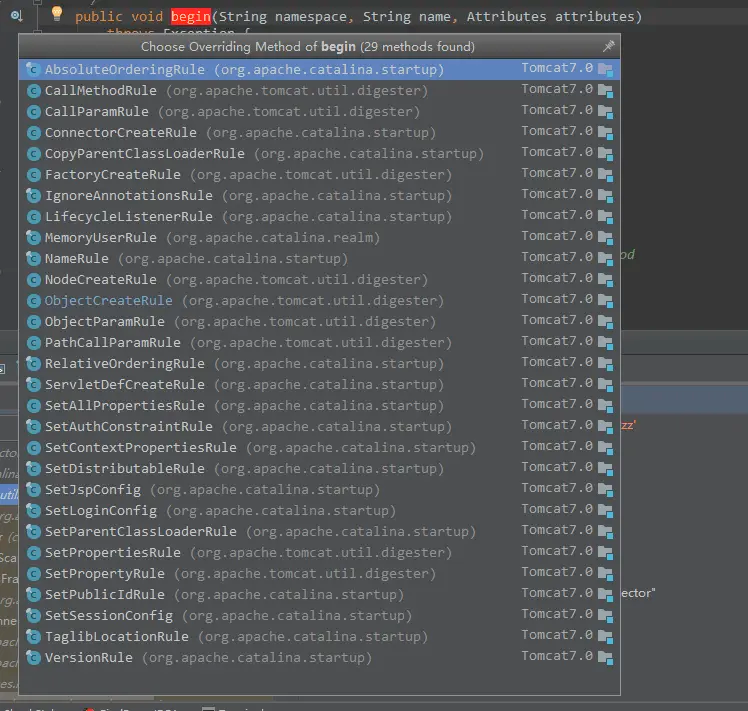 public void begin(String namespace, String name, Attributes attributes)
Choose Overriding Method of begin (29 methods found)
AbsoluteOrderingRule (org.apache.catalina.startup) Tomcat7.0
CallMethodRule (org.apache.tomcat.util.digester) Tomcat7.0
CallParamRule (org.apache.tomcat.util.digester) Tomcat7.0
ConnectorCreateRule (org.apache.catalina.startup) Tomcat7.0
CopyParentClassLoaderRule (org.apache.catalina.startup) Tomcat7.0
FactoryCreateRule (org.apache.tomcat.util.digester) Tomcat7.0
IgnoreAnnotationsRule (org.apache.catalina.startup) Tomcat7.0
LifecycleListenerRule (org.apache.catalina.startup) Tomcat7.0
MemoryUserRule (org.apache.catalina.realm) Tomcat7.0
NameRule (org.apache.catalina.startup) Tomcat7.0
od
NodeCreateRule (org.apache.tomcat.util.digester) Tomcat7.0
ObjectCreateRule (org.apache.tomcat.util.digester) Tomcat7.0
ObjectParamRule (org.apache.tomcat.util.digester) Tomcat7.0
PathCallParamRule (org.apache.tomcat.util.digester) Tomcat7.0
RelativeOrderingRule (org.apache.catalina.startup) Tomcat7.0
ServletDefCreateRule (org.apache.catalina.startup) Tomcat7.0
SetAllPropertiesRule (org.apache.catalina.startup) Tomcat7.0
SetAuthConstraintRule (org.apache.catalina.startup) Tomcat7.0
zz'
SetContextPropertiesRule (org.apache.catalina.startup) Tomcat7.0
SetDistributableRule (org.apache.catalina.startup) Tomcat7.0
SetJspConfig (org.apache.catalina.startup) Tomcat7.0
SetLoginConfig (org.apache.catalina.startup) Tomcat7.0
SetParentClassLoaderRule (org.apache.catalina.startup) Tomcat7.0
SetPropertiesRule (org.apache.tomcat.util.digester) Tomcat7.0
SetPropertyRule (org.apache.tomcat.util.digester) Tomcat7.0
SetPublicIdRule (org.apache.catalina.startup) Tomcat7.0
ector"
SetSessionConfig (org.apache.catalina.startup) Tomcat7.0
TaglibLocationRule (org.apache.catalina.startup) Tomcat7.0
VersionRule (org.apache.catalina.startup) Tomcat7.0